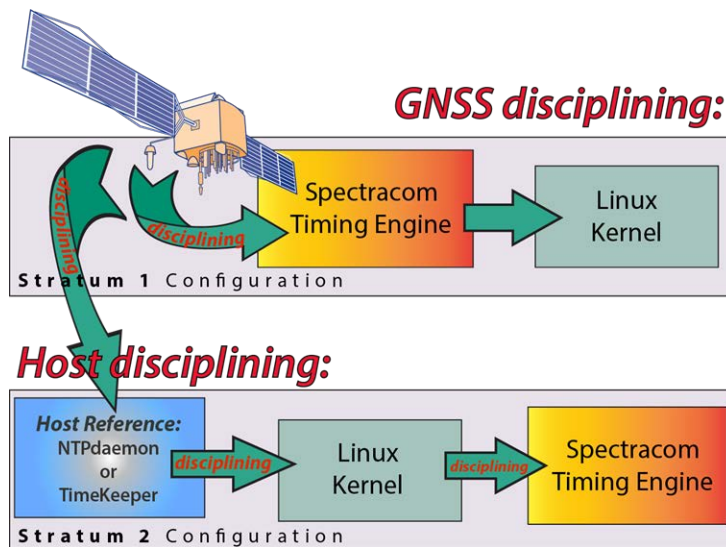 GNSS disciplining:
disciplining
disciplining
Spectracom
Timing Engine
Linux
Kernel
Stratum 1 Configuration
Host disciplining:
Host Reference:
NTPdaemon
or
TimeKeeper
disciplining
Linux
Kernel
disciplining
Spectracom
Timing Engine
Stratum 2 Configuration